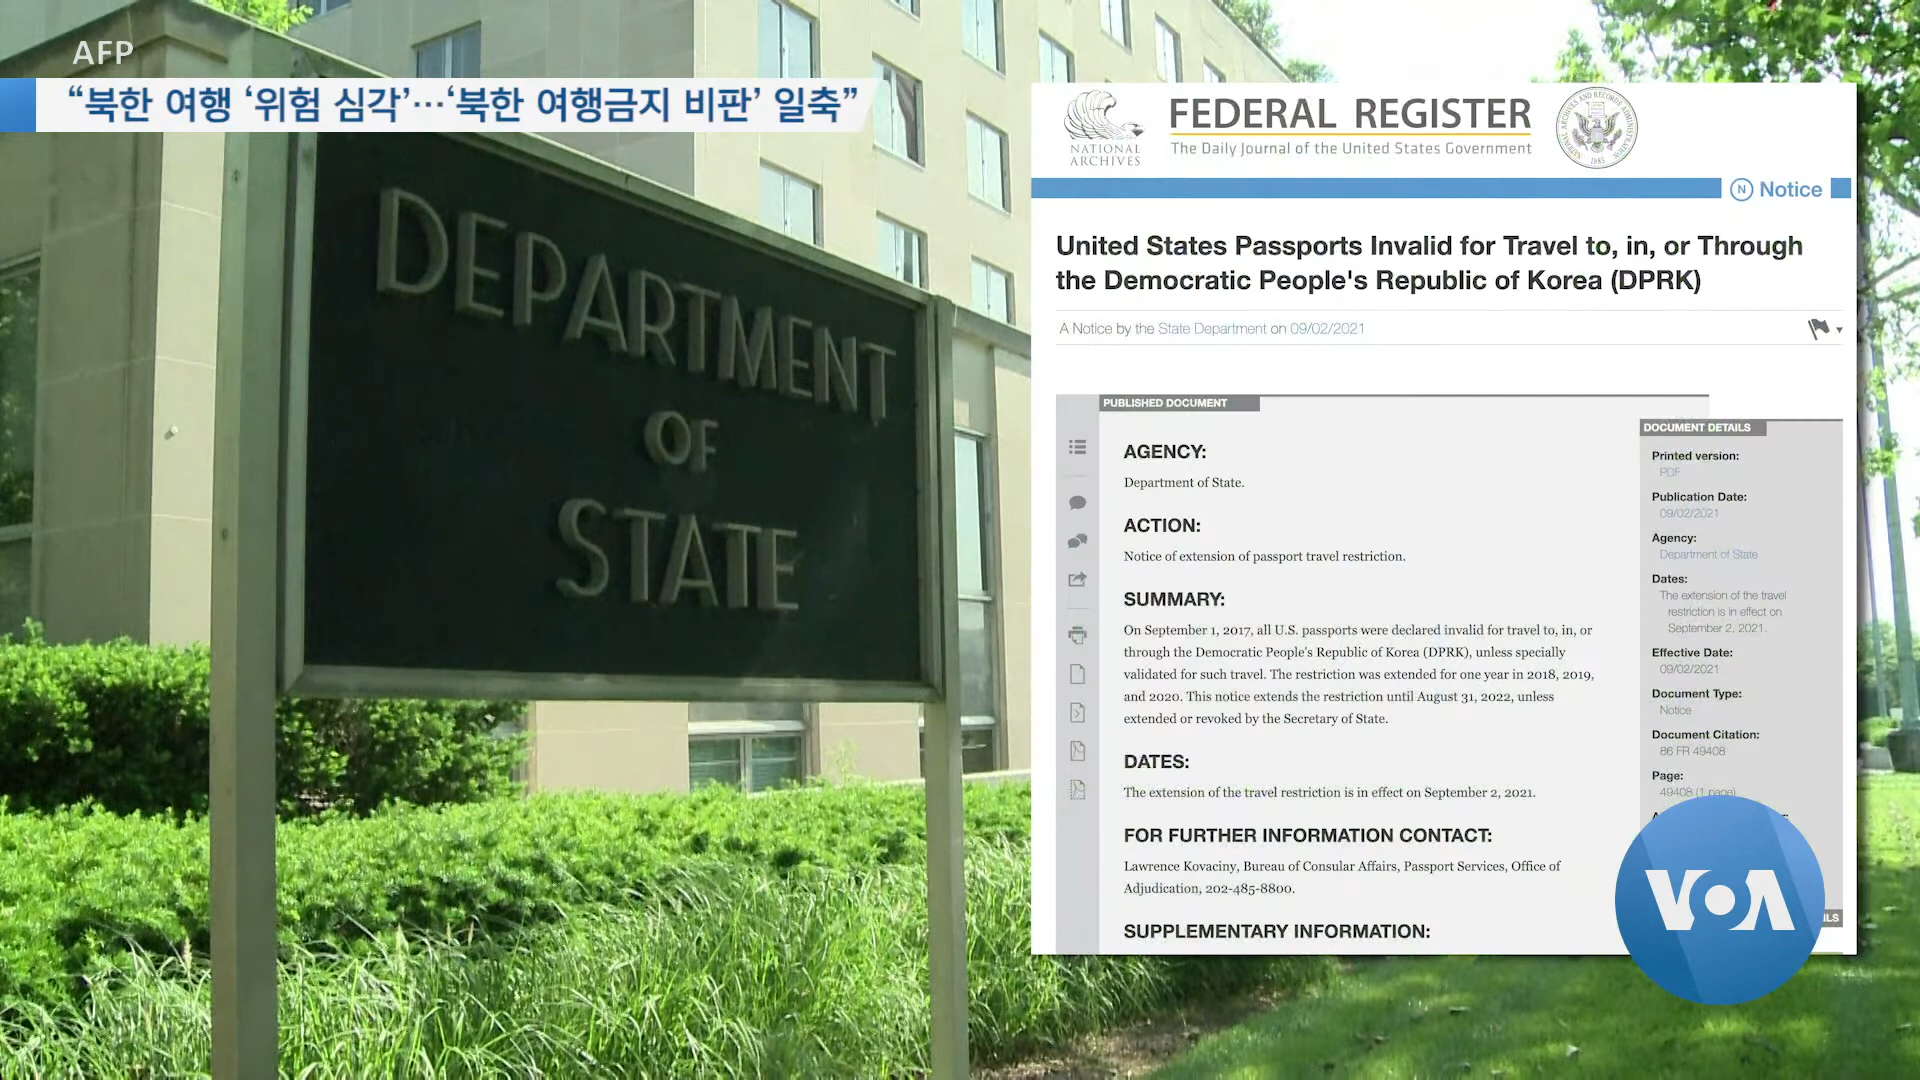 AFP
“북한 여행 ‘위험 심각’…‘북한 여행금지 비판’ 일축”
DEPARTMENT
OF
STATE
NATIONAL
ARCHIVES
FEDERAL REGISTER
The Daily Journal of the United States Government
1985
N Notice
United States Passports Invalid for Travel to, in, or Through
the Democratic People's Republic of Korea (DPRK)
A Notice by the State Department on 09/02/2021
PUBLISHED DOCUMENT
AGENCY:
Department of State.
ACTION:
Notice of extension of passport travel restriction.
SUMMARY:
On September 1, 2017, all U.S. passports were declared invalid for travel to, in, or
through the Democratic People's Republic of Korea (DPRK), unless specially
validated for such travel. The restriction was extended for one year in 2018, 2019,
and 2020. This notice extends the restriction until August 31, 2022, unless
extended or revoked by the Secretary of State.
DATES:
The extension of the travel restriction is in effect on September 2, 2021.
FOR FURTHER INFORMATION CONTACT:
Lawrence Kovaciny, Bureau of Consular Affairs, Passport Services, Office of
Adjudication, 202-485-8800.
SUPPLEMENTARY INFORMATION:
DOCUMENT DETAILS
Printed version:
PDF
Publication Date:
09/02/2021
Agency:
Department of State
Dates:
The extension of the travel
restriction is in effect on
September 2, 2021.
Effective Date:
09/02/2021
Document Type:
Notice
Document Citation:
86 FR 49408
Page:
49408 (1 page)
VOA